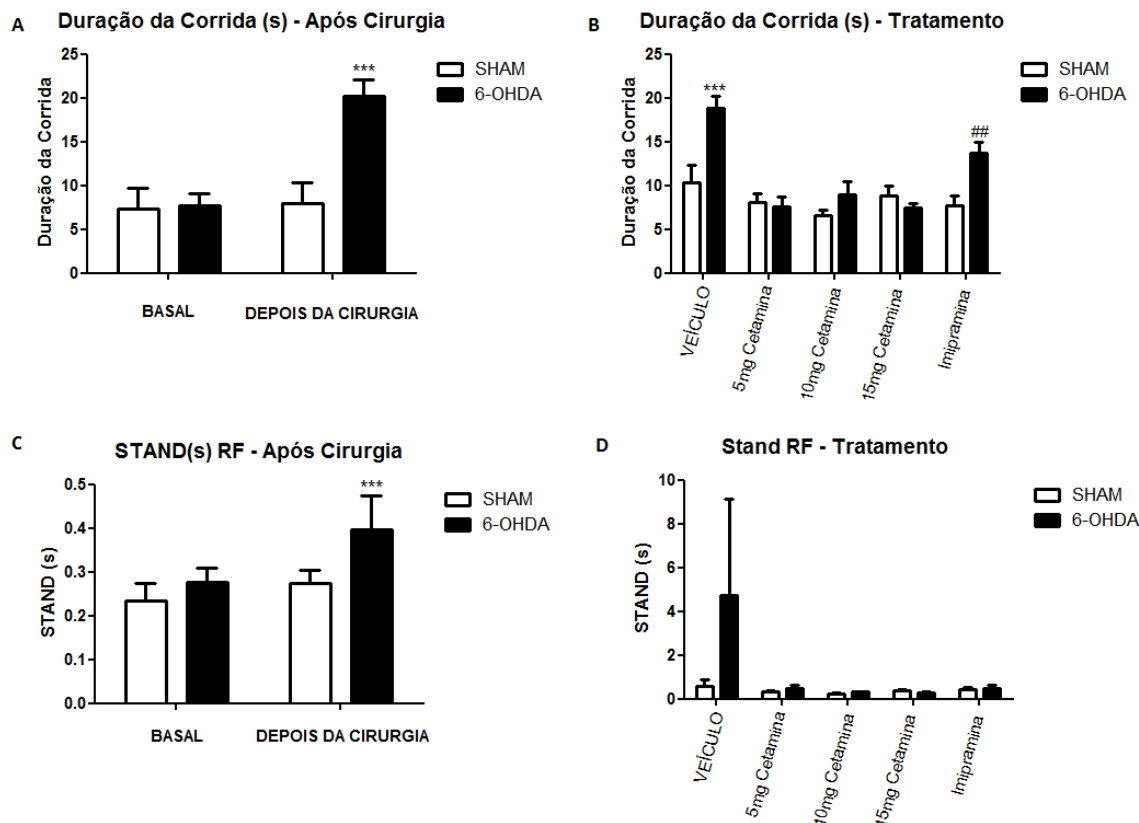 A
Duração da Corrida (s) - Após Cirurgia
Duração da Corrida
25
20
15
10
5
0
***
SHAM
6-OHDA
BASAL
DEPOIS DA CIRURGIA
B
Duração da Corrida (s) - Tratamento
Duração da Corrida
25
20
15
10
5
0
***
##
SHAM
6-OHDA
VEÍCULO
5mg Cetamina
10mg Cetamina
15mg Cetamina
Imipramina
C
STAND(s) RF - Após Cirurgia
STAND (s)
0.5
0.4
0.3
0.2
0.1
0.0
***
SHAM
6-OHDA
BASAL
DEPOIS DA CIRURGIA
D
Stand RF - Tratamento
STAND (s)
10
8
6
4
2
0
SHAM
6-OHDA
VEÍCULO
5mg Cetamina
10mg Cetamina
15mg Cetamina
Imipramina